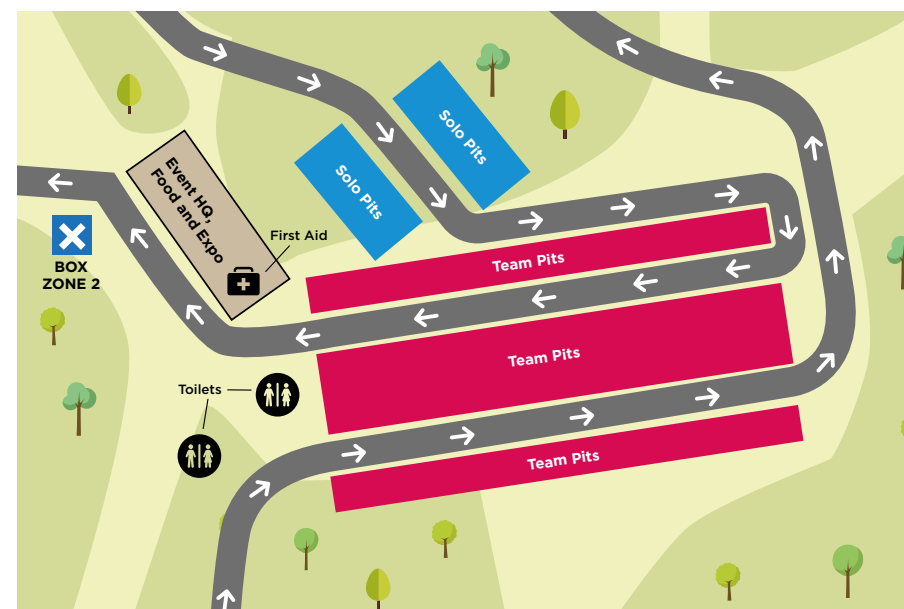 Solo Pits
Solo Pits
Event HQ,
Food and Expo
First Aid
BOX
ZONE 2
Team Pits
Team Pits
Toilets
Team Pits